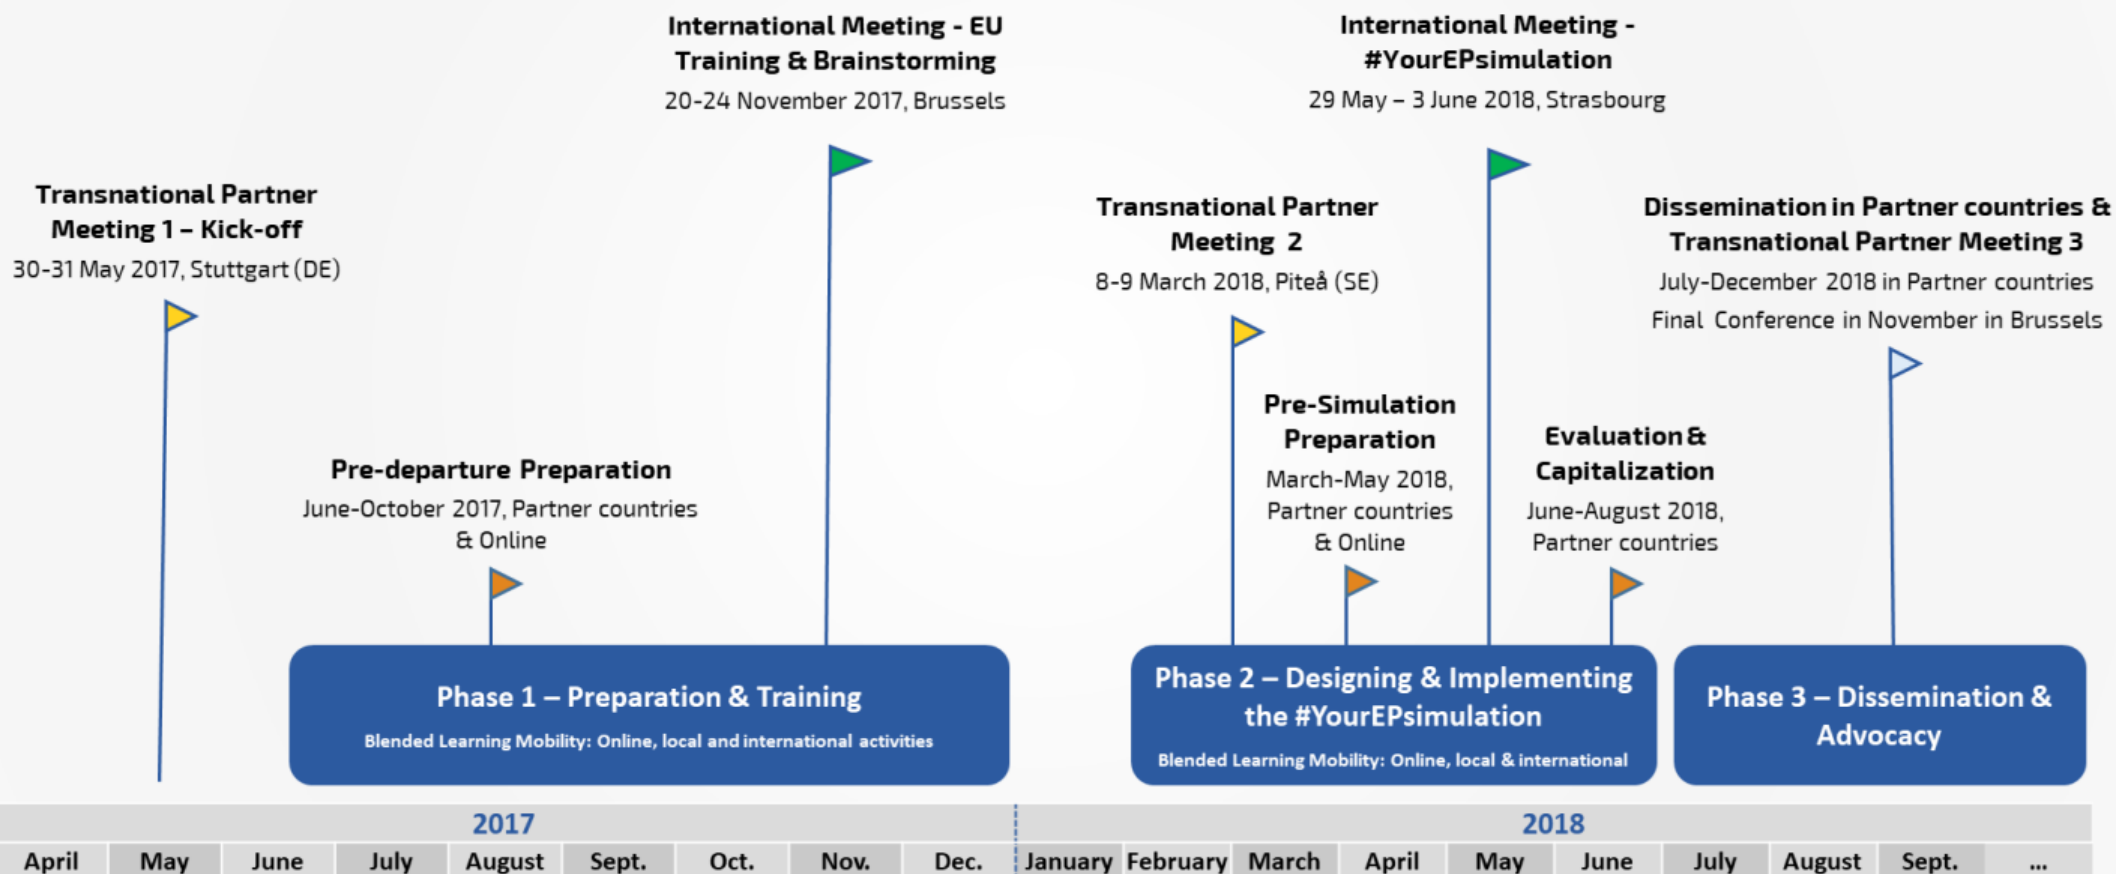 International Meeting - EU
Training & Brainstorming
20-24 November 2017, Brussels
International Meeting -
#YourEPsimulation
29 May – 3 June 2018, Strasbourg
Transnational Partner
Meeting 1 – Kick-off
30-31 May 2017, Stuttgart (DE)
Transnational Partner
Meeting 2
8-9 March 2018, Piteå (SE)
Dissemination in Partner countries &
Transnational Partner Meeting 3
July-December 2018 in Partner countries
Final Conference in November in Brussels
Pre-departure Preparation
June-October 2017, Partner countries
& Online
Pre-Simulation
Preparation
March-May 2018,
Partner countries
& Online
Evaluation &
Capitalization
June-August 2018,
Partner countries
Phase 1 – Preparation & Training
Blended Learning Mobility: Online, local and international activities
Phase 2 – Designing & Implementing
the #YourEPsimulation
Blended Learning Mobility: Online, local & international
Phase 3 – Dissemination &
Advocacy
2017 2018
April May June July August Sept. Oct. Nov. Dec. January February March April May June July August Sept. ...